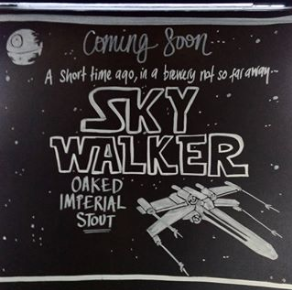 Coming Soon
A short time ago, in a brewery not so far away...
SKY
WALKER
OAKED
IMPERIAL
STOUT